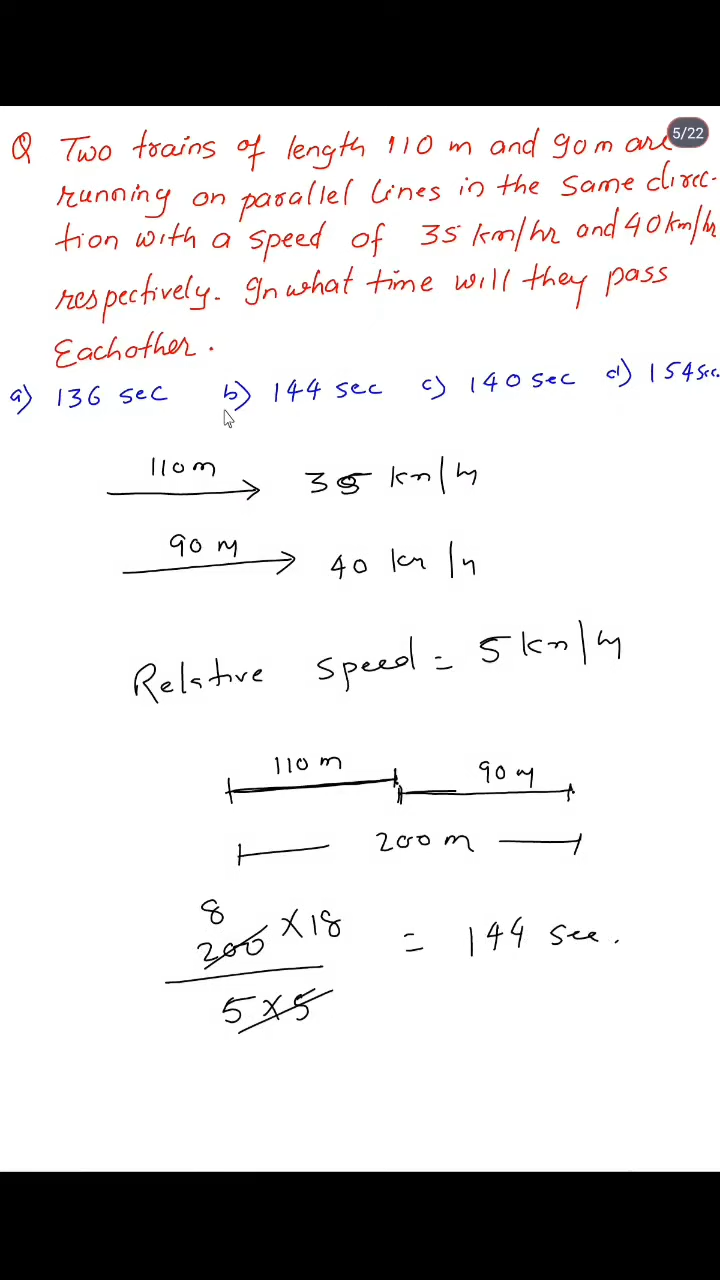 5/22
Q Two trains of length 110 m and 90 m are
running on parallel lines in the same direc-
tion with a speed of 35 km/hr and 40 km/hr
respectively. In what time will they pass
Eachother.
a) 136 sec b) 144 sec c) 140 sec d) 154 sec.
110 m
35 km/h
90 m
40 km/h
Relative speed = 5 km/h
110 m 90 m
200 m
8
200 × 18 = 144 sec.
5 × 5